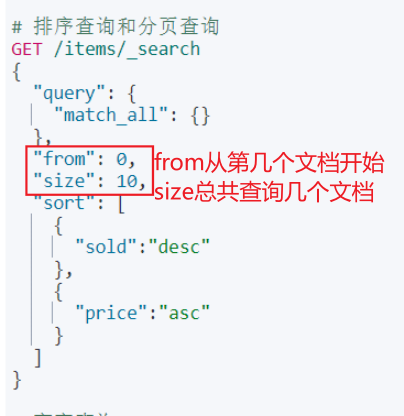 # 排序查询和分页查询
GET /items/_search
{
"query": {
"match_all": {}
},
"from": 0,
from从第几个文档开始
"size": 10,
size总共查询几个文档
"sort": [
{
"sold":"desc"
},
{
"price":"asc"
}
]
}